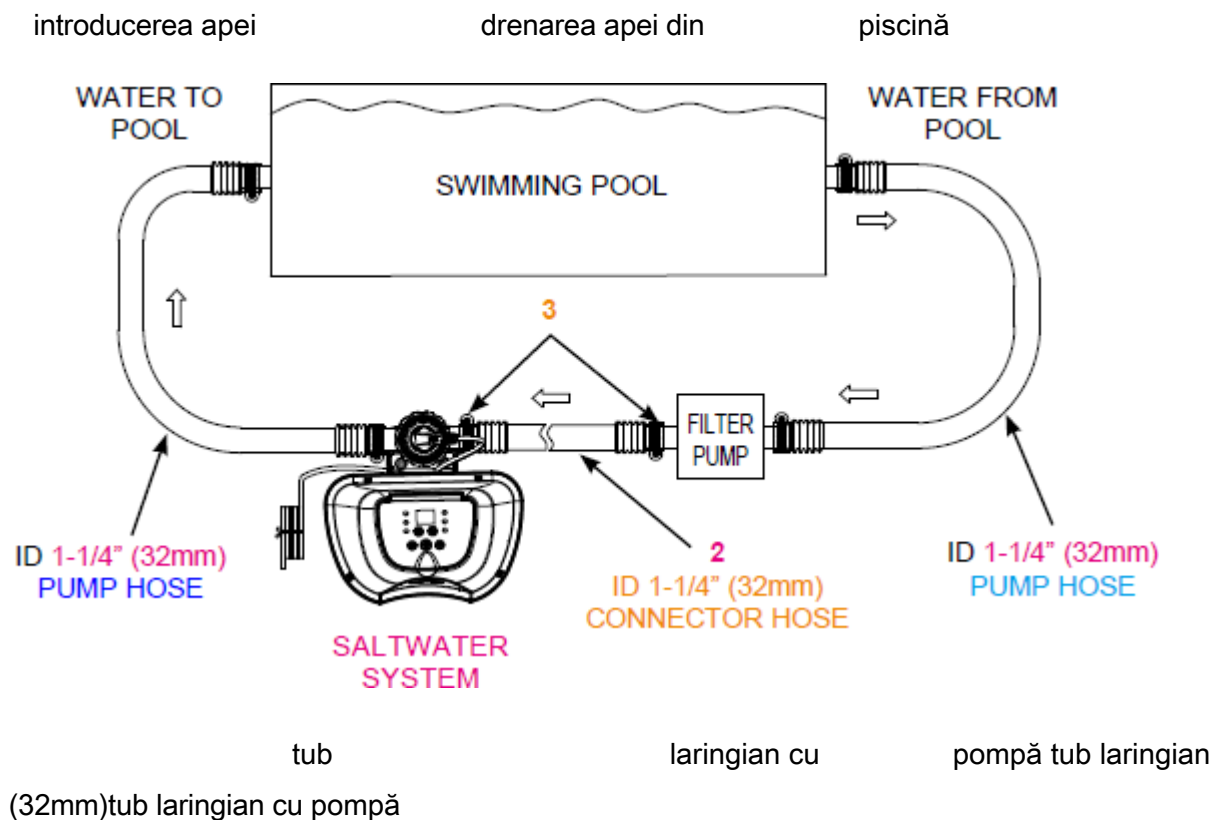 introducerea apei drenarea apei din piscină
WATER TO
POOL
WATER FROM
POOL
SWIMMING POOL
3
FILTER
PUMP
ID 1-1/4” (32mm)
PUMP HOSE
2
ID 1-1/4” (32mm)
CONNECTOR HOSE
ID 1-1/4” (32mm)
PUMP HOSE
SALTWATER
SYSTEM
tub laringian cu pompă tub laringian
(32mm)tub laringian cu pompă